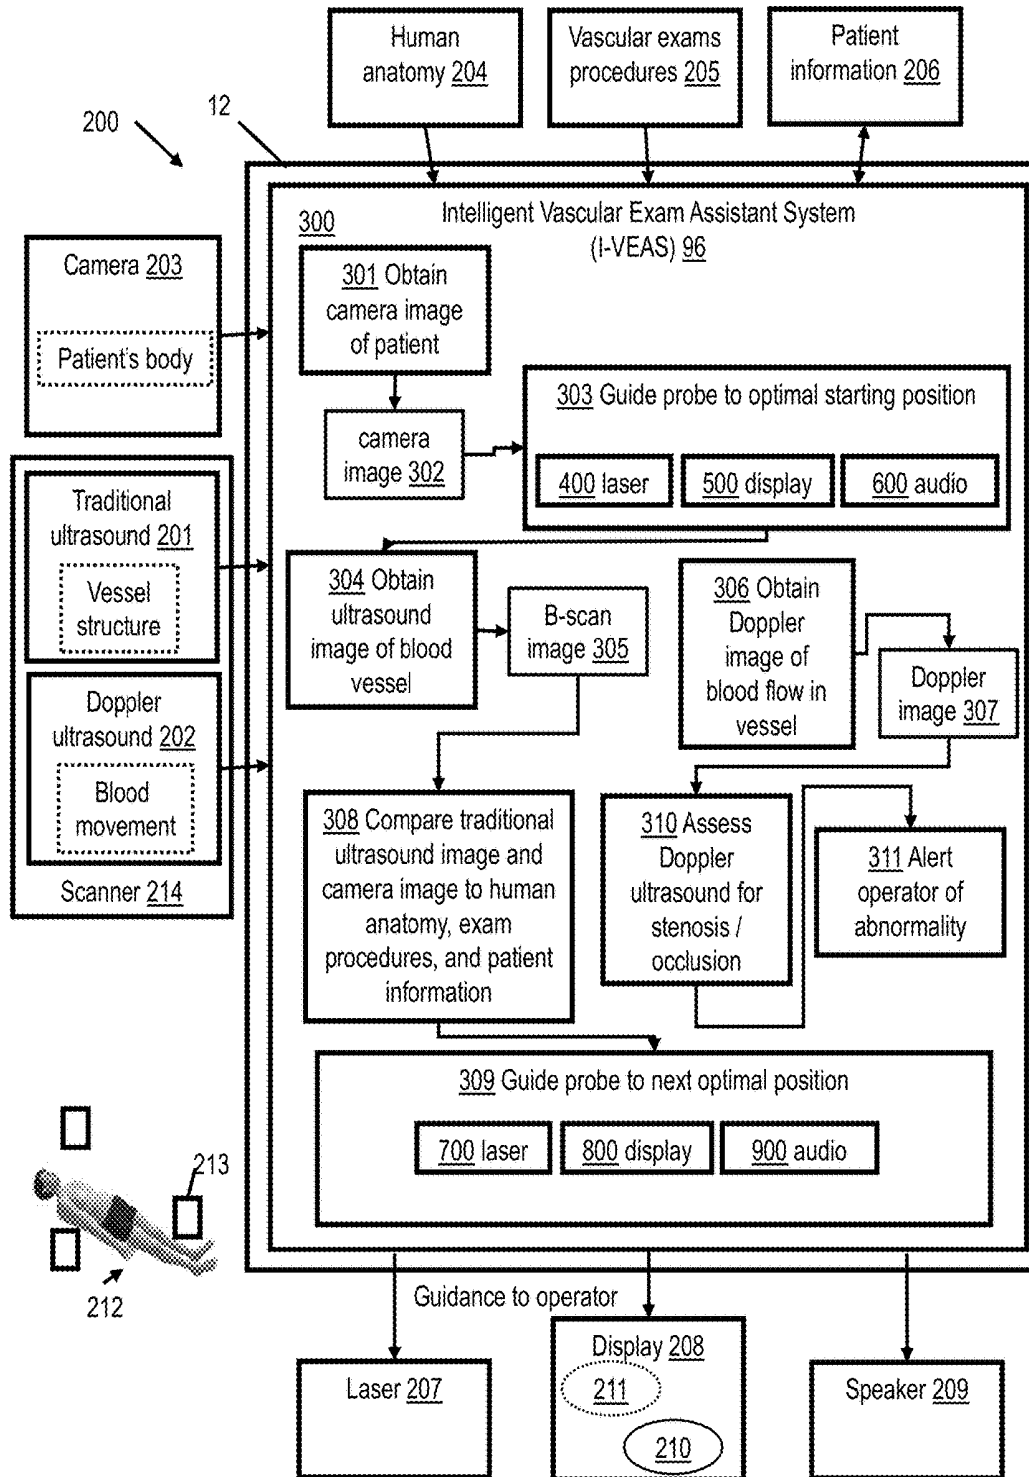 Human
anatomy 204
Vascular exams
procedures 205
Patient
information 206
12
200
300
Intelligent Vascular Exam Assistant System
(I-VEAS) 96
Camera 203
Patient's body
301 Obtain
camera image
of patient
303 Guide probe to optimal starting position
camera
image 302
400 laser
500 display
600 audio
Traditional
ultrasound 201
Vessel
structure
304 Obtain
ultrasound
image of blood
vessel
B-scan
image 305
306 Obtain
Doppler
image of
blood flow in
vessel
Doppler
image 307
Doppler
ultrasound 202
Blood
movement
Scanner 214
308 Compare traditional
ultrasound image and
camera image to human
anatomy, exam
procedures, and patient
information
310 Assess
Doppler
ultrasound for
stenosis /
occlusion
311 Alert
operator of
abnormality
309 Guide probe to next optimal position
700 laser
800 display
900 audio
213
212
Guidance to operator
Laser 207
Display 208
211
210
Speaker 209